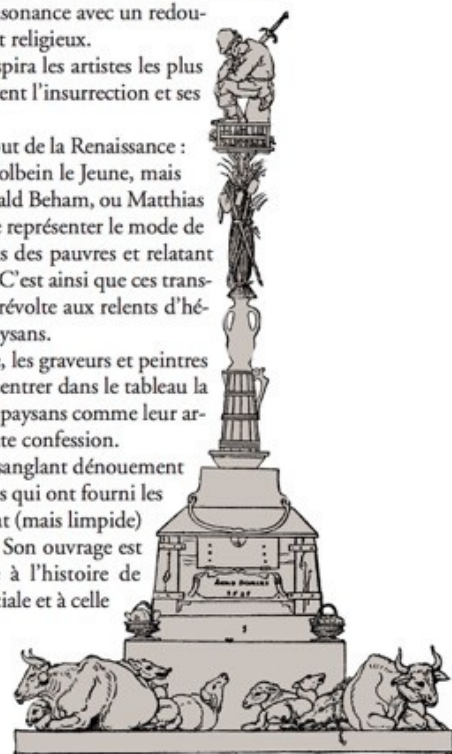 sonance avec un redou-
t religieux.
spira les artistes les plus
ent l'insurrection et ses
out de la Renaissance :
olbein le Jeune, mais
ald Beham, ou Matthias
e représenter le mode de
s des pauvres et relatant
C'est ainsi que ces trans-
révolte aux relents d'hé-
ysans.
, les graveurs et peintres
entrer dans le tableau la
paysans comme leur ar-
te confession.
sanglant dénouement
s qui ont fourni les
at (mais limpide)
Son ouvrage est
à l'histoire de
ciale et à celle